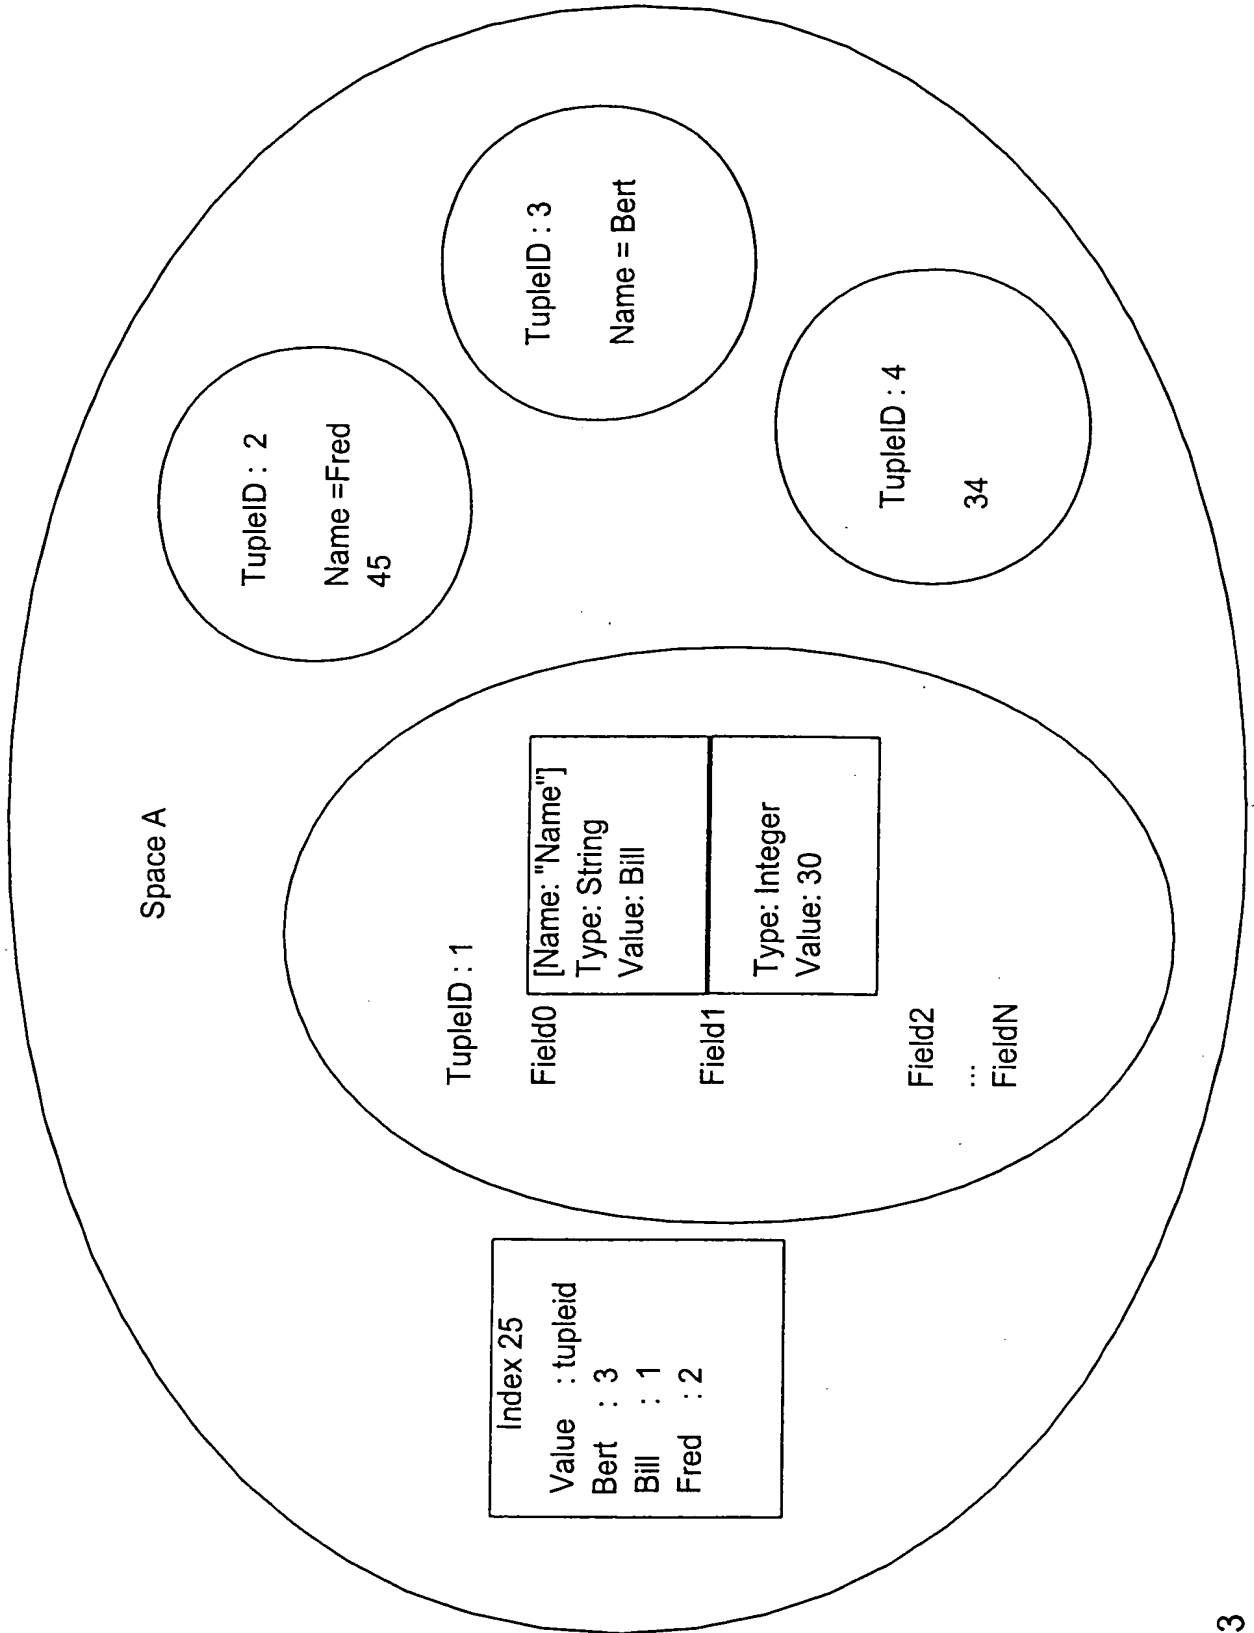 Space A
Index 25
Value : tupleid
Bert : 3
Bill : 1
Fred : 2
TupleID : 1
Field0
[Name: "Name"]
Type: String
Value: Bill
Field1
Type: Integer
Value: 30
Field2
...
FieldN
TupleID : 2
Name =Fred
45
TupleID : 3
Name = Bert
TupleID : 4
34
3